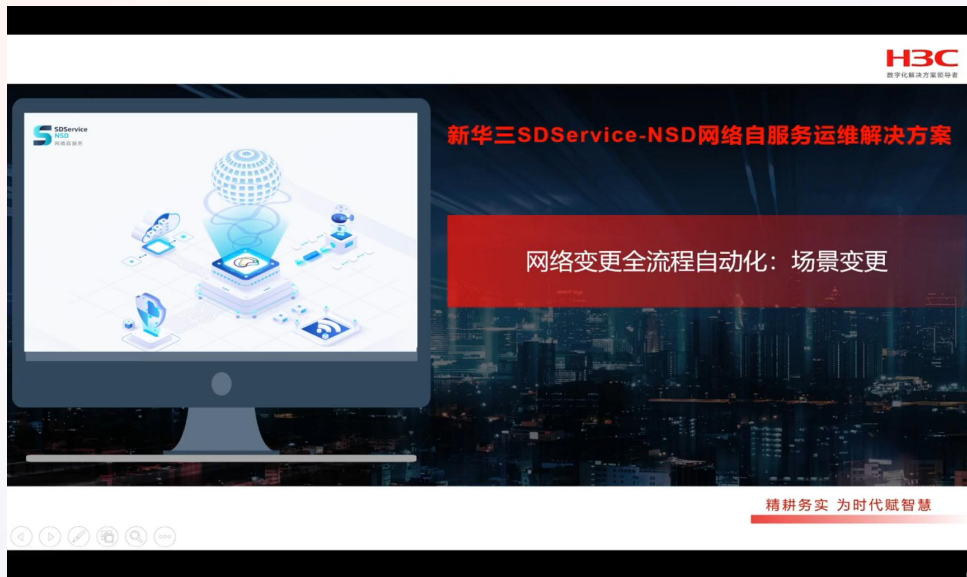 H3C
数字化解决方案领导者
SDService
NSD
网络自服务
新华三SDService-NSD网络自服务运维解决方案
网络变更全流程自动化：场景变更
精耕务实 为时代赋智慧